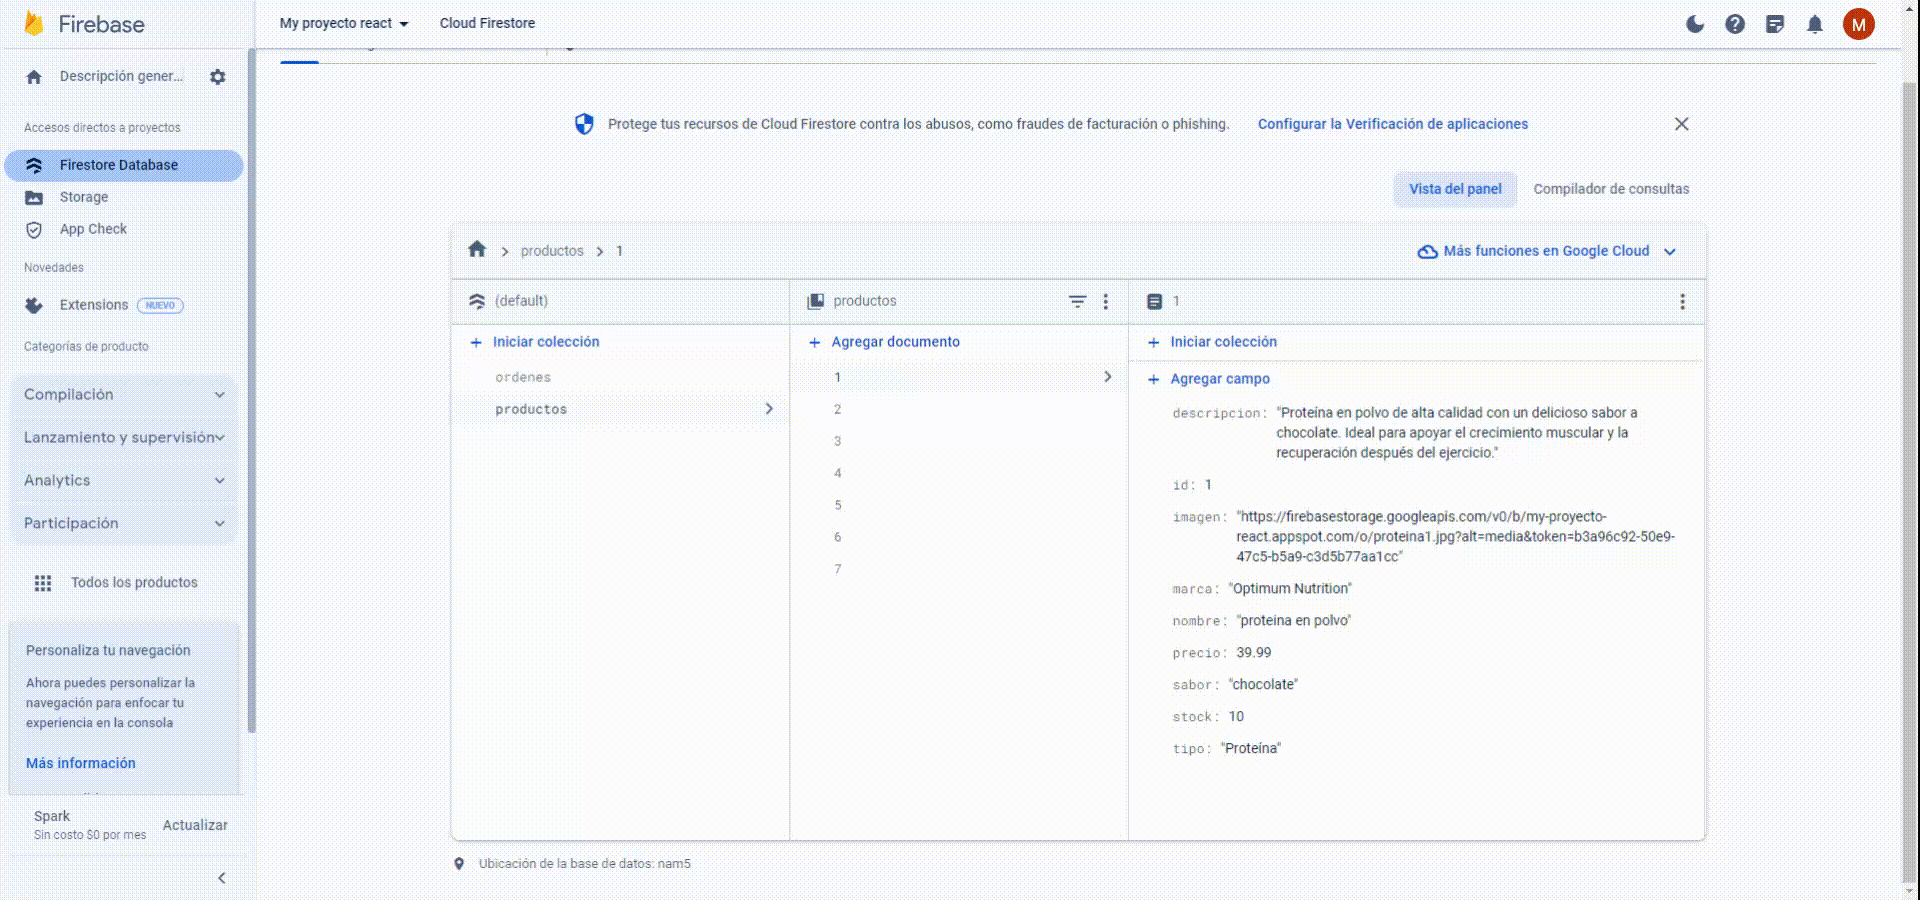 Firebase
My proyecto react
Cloud Firestore
M
Descripción gener...
Accesos directos a proyectos
Firestore Database
Storage
App Check
Novedades
Extensions
NUEVO
Categorías de producto
Compilación
Lanzamiento y supervisión
Analytics
Participación
Todos los productos
Personaliza tu navegación
Ahora puedes personalizar la
navegación para enfocar tu
experiencia en la consola
Más información
Spark
Sin costo $0 por mes
Actualizar
Protege tus recursos de Cloud Firestore contra los abusos, como fraudes de facturación o phishing.
Configurar la Verificación de aplicaciones
Vista del panel
Compilador de consultas
productos
1
Más funciones en Google Cloud
(default)
Iniciar colección
ordenes
productos
productos
Agregar documento
1
2
3
4
5
6
7
1
Iniciar colección
Agregar campo
descripcion: "Proteína en polvo de alta calidad con un delicioso sabor a
chocolate. Ideal para apoyar el crecimiento muscular y la
recuperación después del ejercicio."
id: 1
imagen: "https://firebasestorage.googleapis.com/v0/b/my-proyecto-
react.appspot.com/o/proteina1.jpg?alt=media&token=b3a96c92-50e9-
47c5-b5a9-c3d5b77aa1cc"
marca: "Optimum Nutrition"
nombre: "proteina en polvo"
precio: 39.99
sabor: "chocolate"
stock: 10
tipo: "Proteína"
Ubicación de la base de datos: nam5